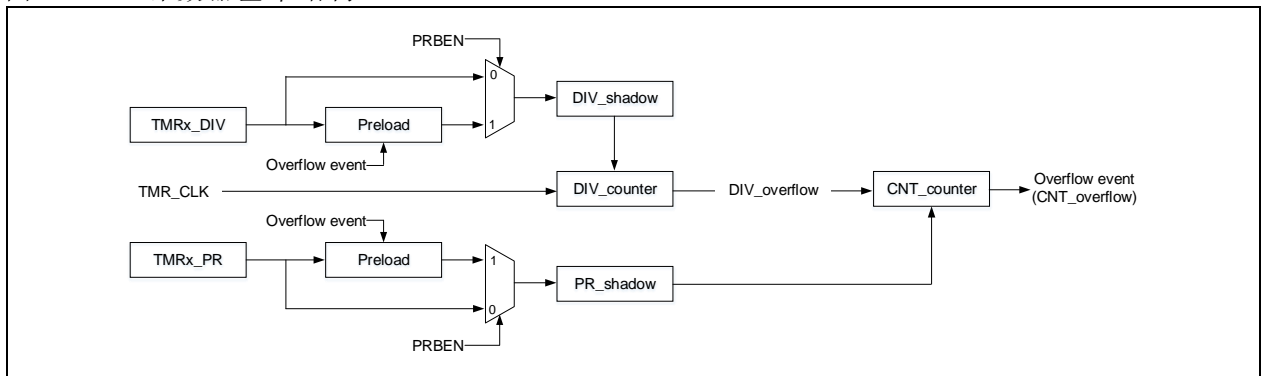 PRBEN
0
DIV_shadow
TMRx_DIV
Preload
1
Overflow event
TMR_CLK
DIV_counter
DIV_overflow
CNT_counter
Overflow event
(CNT_overflow)
Overflow event
TMRx_PR
Preload
1
PR_shadow
0
PRBEN